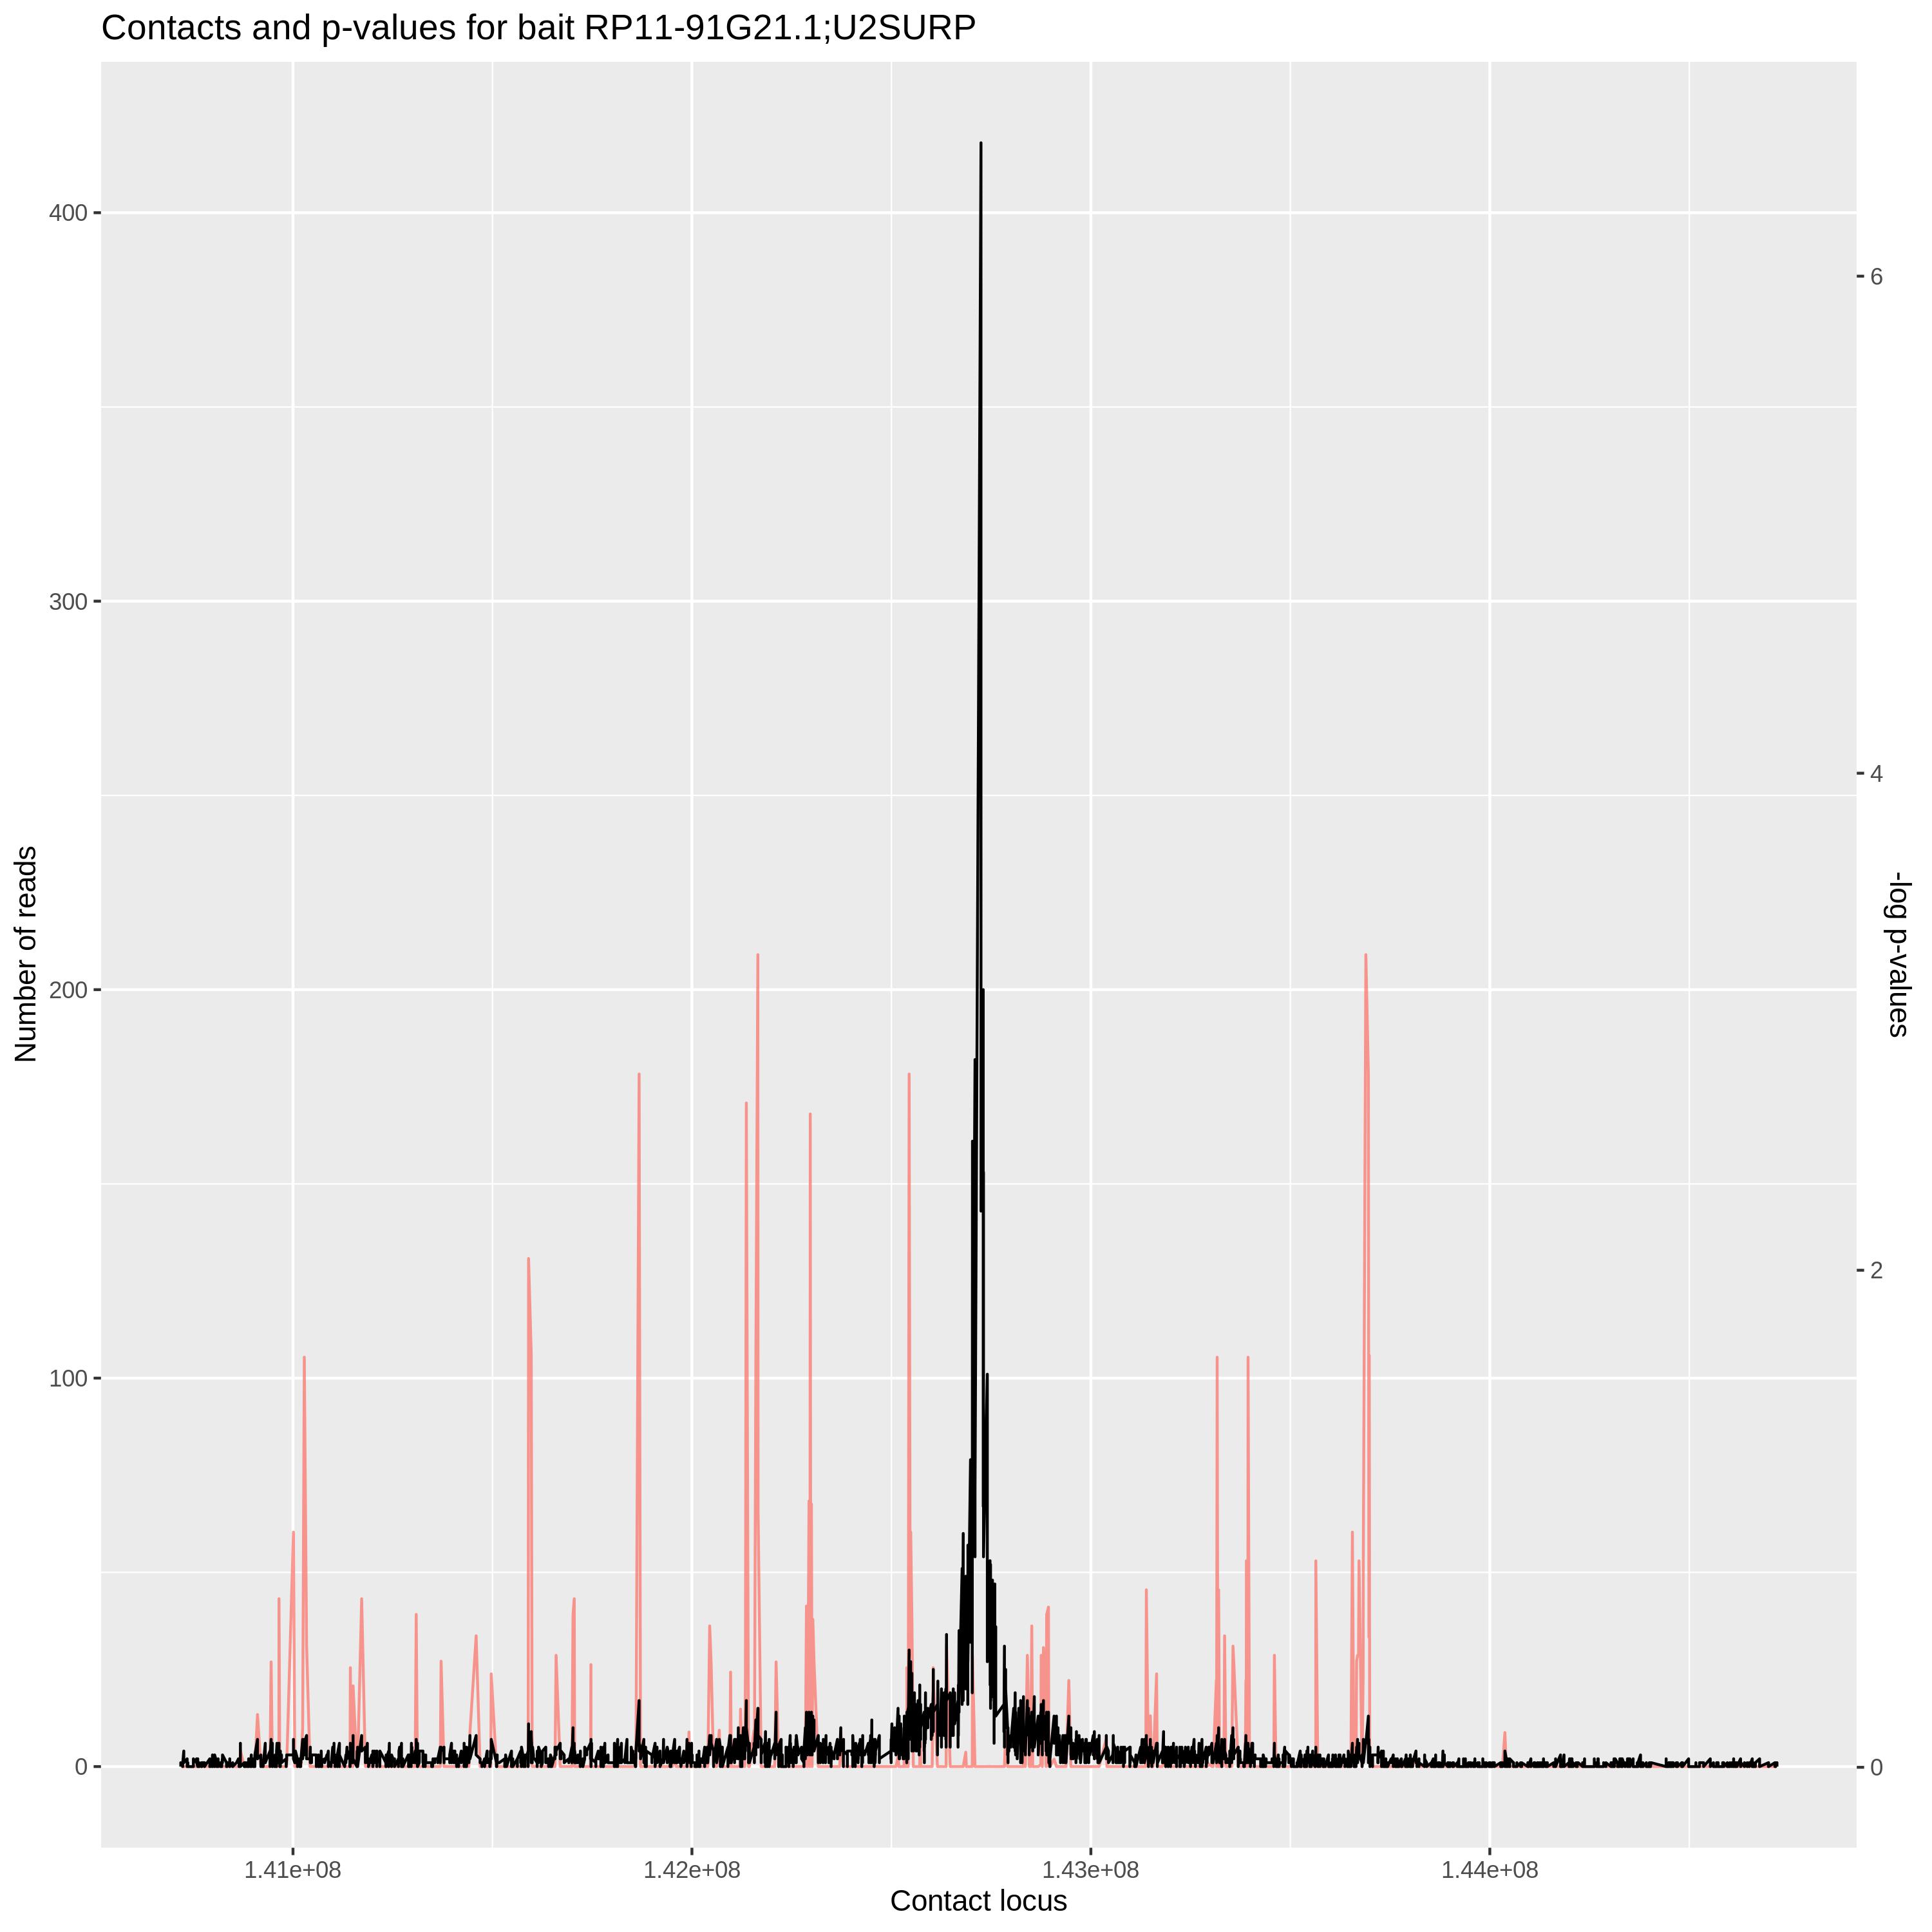 Contacts and p-values for bait RP11-91G21.1;U2SURP
400
300
200
100
0
Number of reads
6
4
2
0
-log p-values
1.41e+08
1.42e+08
1.43e+08
1.44e+08
Contact locus